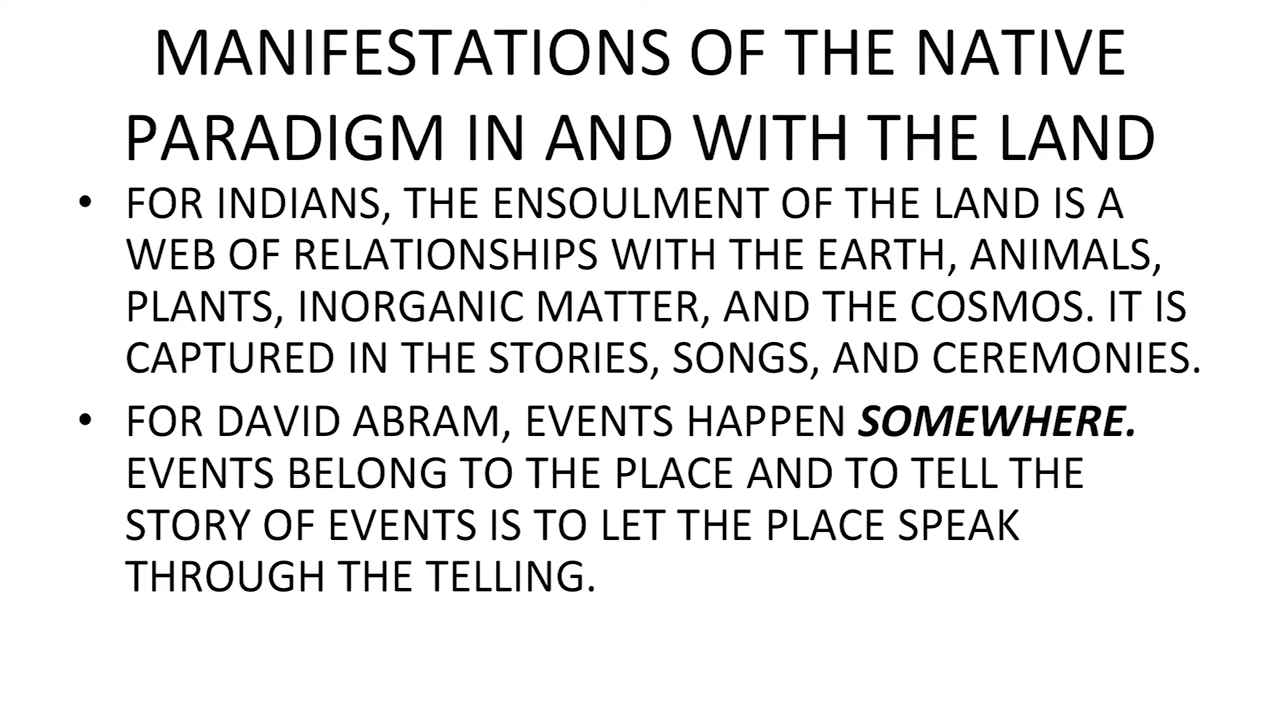 MANIFESTATIONS OF THE NATIVE
PARADIGM IN AND WITH THE LAND
• FOR INDIANS, THE ENSOULMENT OF THE LAND IS A
WEB OF RELATIONSHIPS WITH THE EARTH, ANIMALS,
PLANTS, INORGANIC MATTER, AND THE COSMOS. IT IS
CAPTURED IN THE STORIES, SONGS, AND CEREMONIES.
• FOR DAVID ABRAM, EVENTS HAPPEN SOMEWHERE.
EVENTS BELONG TO THE PLACE AND TO TELL THE
STORY OF EVENTS IS TO LET THE PLACE SPEAK
THROUGH THE TELLING.